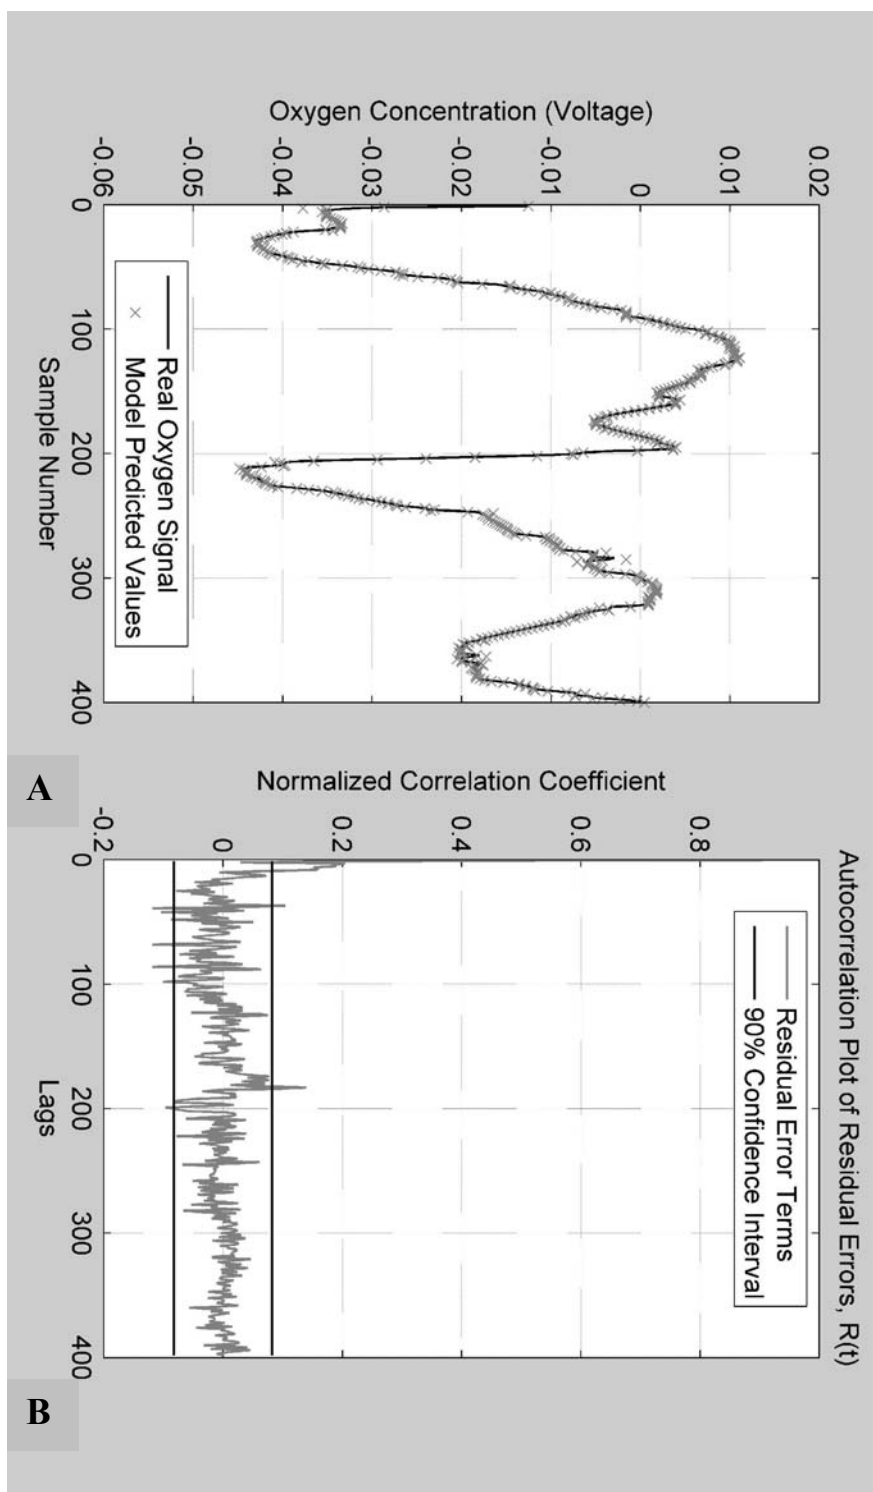 Oxygen Concentration (Voltage)
0.02
0.01
0
-0.01
-0.02
-0.03
-0.04
-0.05
-0.06
0
100
200
300
400
Sample Number
Real Oxygen Signal
Model Predicted Values
A
Autocorrelation Plot of Residual Errors, R(t)
Normalized Correlation Coefficient
0.8
0.6
0.4
0.2
0
-0.2
0
100
200
300
400
Lags
Residual Error Terms
90% Confidence Interval
B